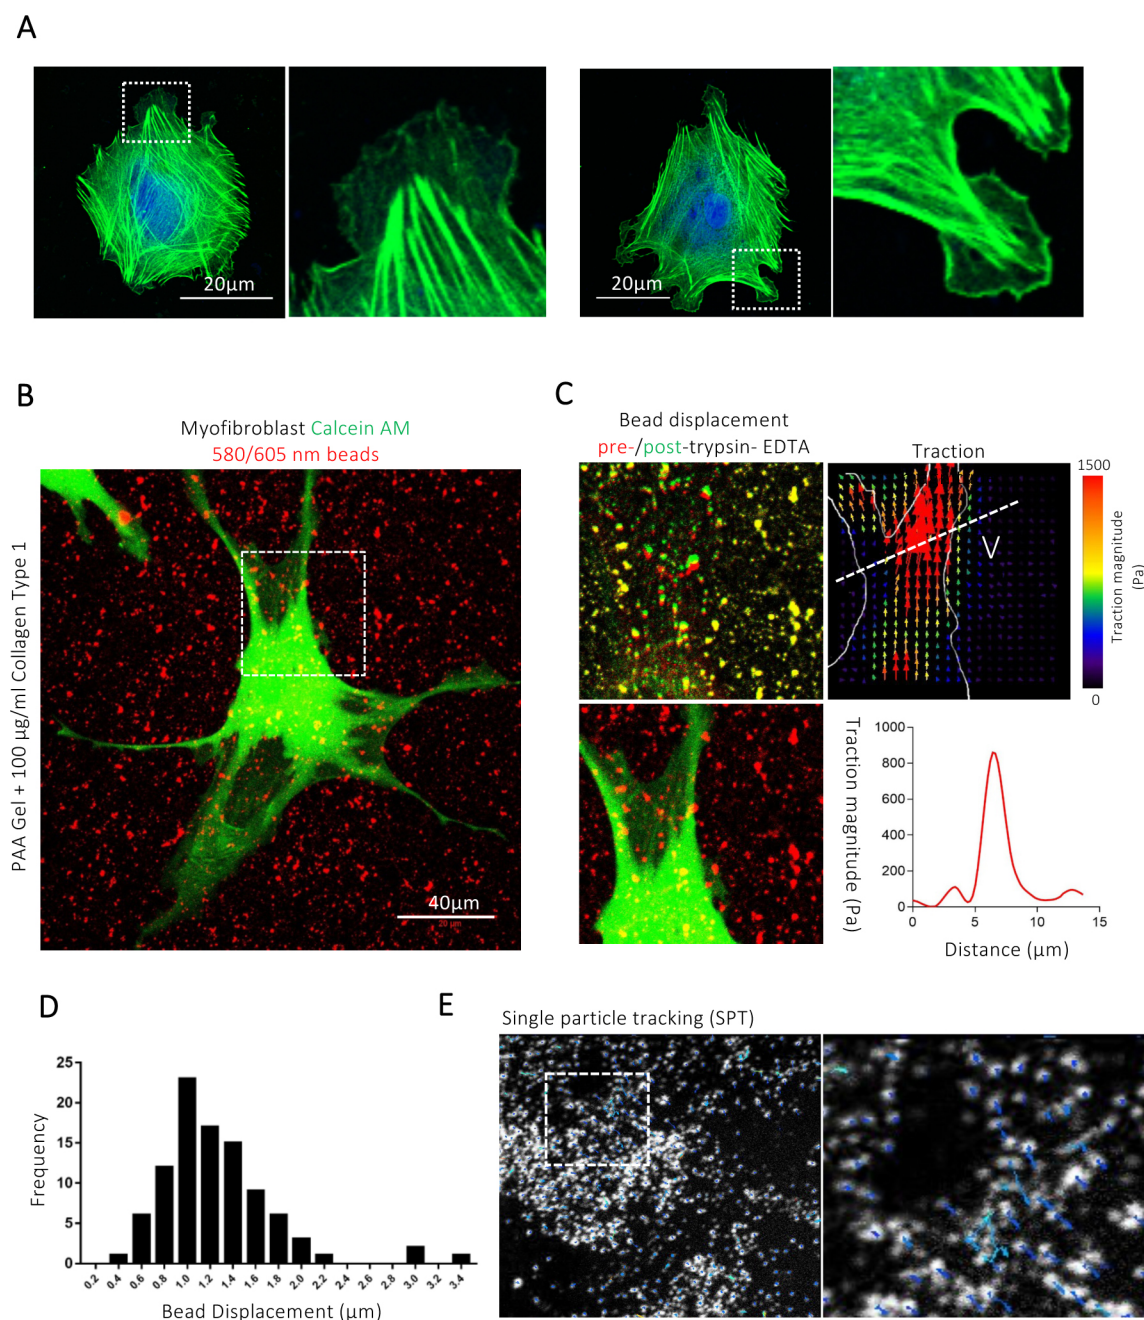 A
20µm
20µm
B
Myofibroblast Calcein AM
580/605 nm beads
PAA Gel + 100 µg/ml Collagen Type 1
40µm
20 µm
C
Bead displacement
pre-/post-trypsin- EDTA
Traction
1500
Traction magnitude
(Pa)
0
V
Traction magnitude (Pa)
1000
800
600
400
200
0
0 5 10 15
Distance (µm)
D
Frequency
25
20
15
10
5
0
0.2 0.4 0.6 0.8 1.0 1.2 1.4 1.6 1.8 2.0 2.2 2.4 2.6 2.8 3.0 3.2 3.4
Bead Displacement (µm)
E
Single particle tracking (SPT)